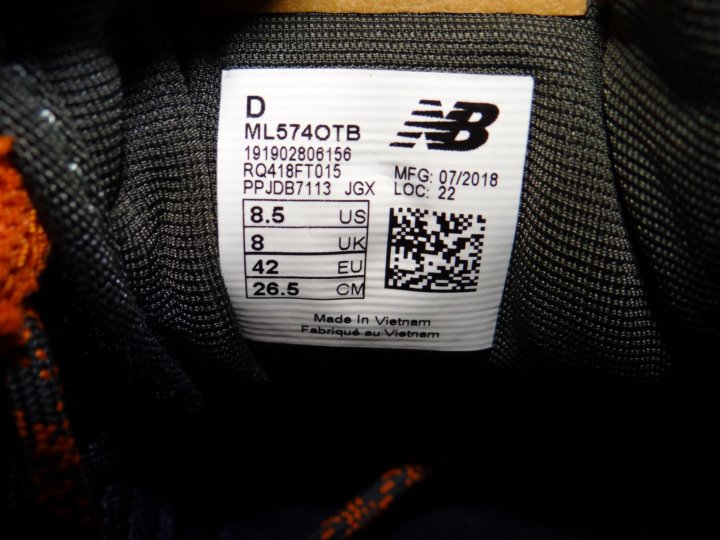 D
NB
ML574OTB
191902806156
RQ418FT015
PPJDB7113 JGX
MFG: 07/2018
LOC: 22
8.5 US
8 UK
42 EU
26.5 CM
Made In Vietnam
Fabriqué au Vietnam